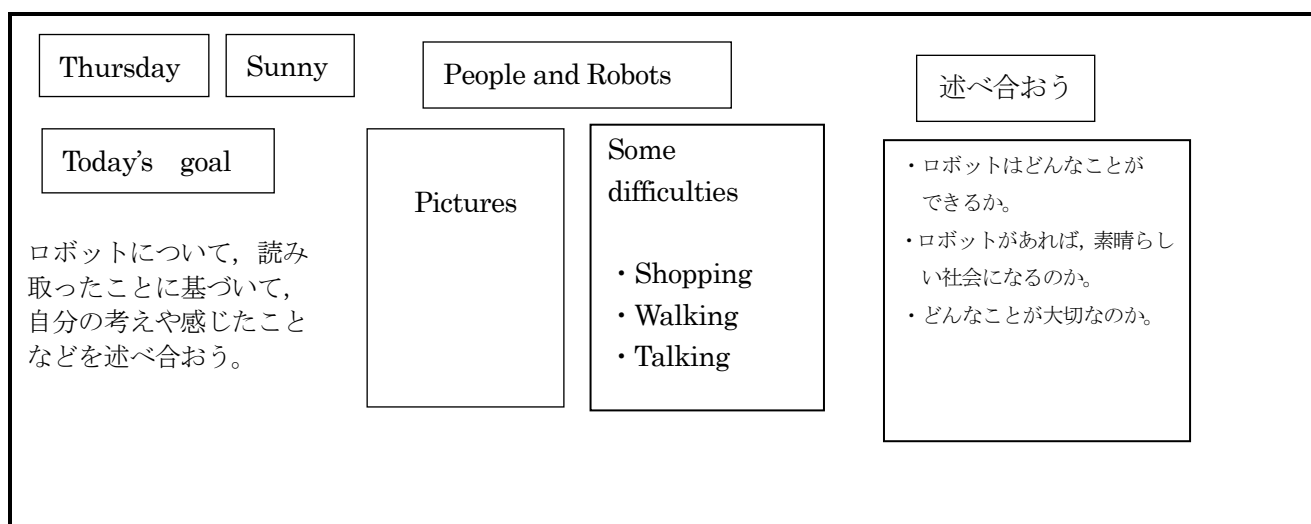 Thursday
Sunny
Today's goal
ロボットについて，読み
取ったことに基づいて，
自分の考えや感じたこと
などを述べ合おう。
People and Robots
Pictures
Some
difficulties
・Shopping
・Walking
・Talking
述べ合おう
・ロボットはどんなことが
できるか。
・ロボットがあれば，素晴らし
い社会になるのか。
・どんなことが大切なのか。